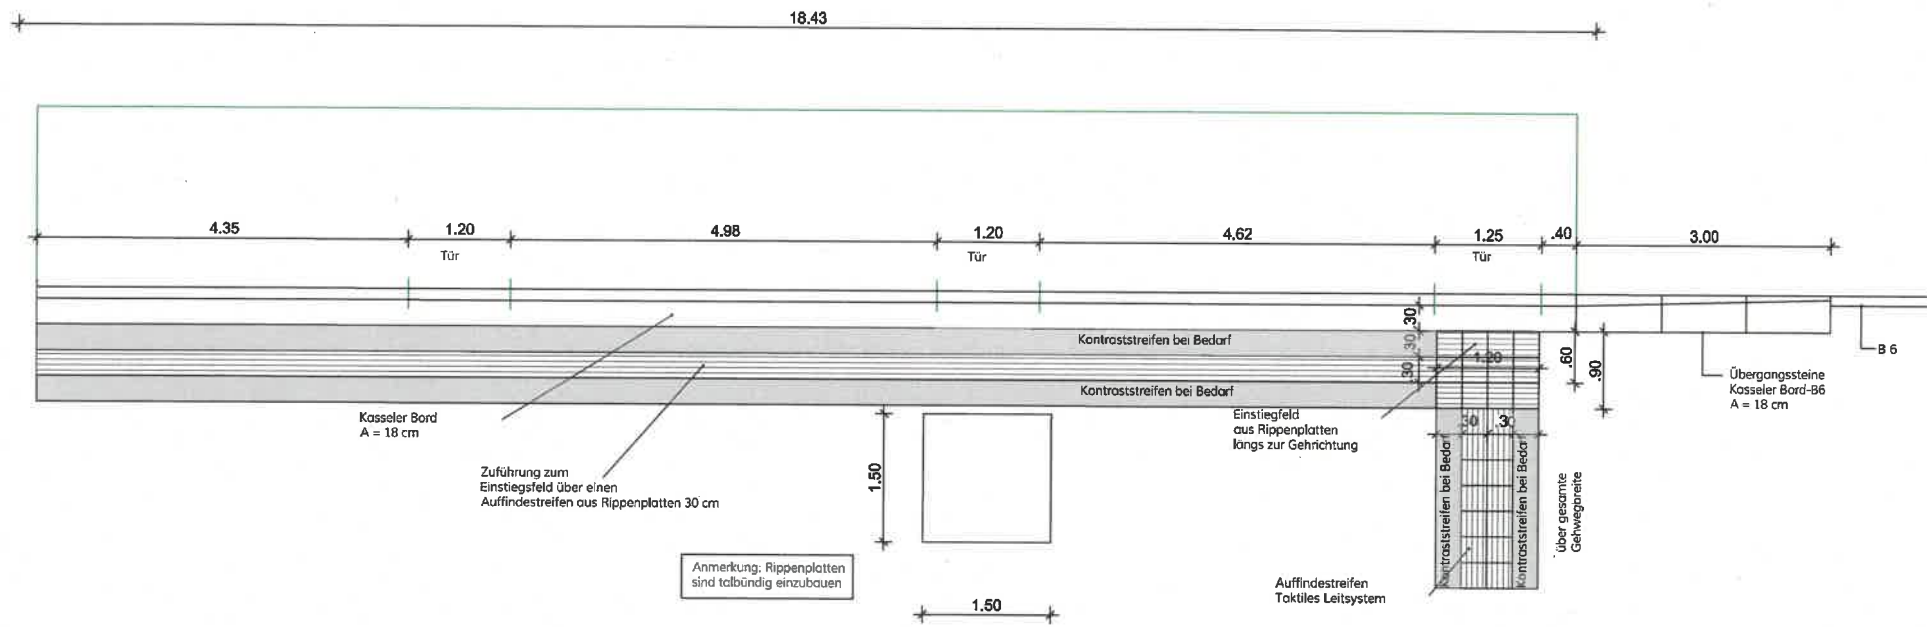 18.43
4.35
1.20
4.98
1.20
4.62
1.25
.40
3.00
Tür
Tür
Tür
.30
.30
.30
Kontraststreifen bei Bedarf
Kontraststreifen bei Bedarf
1.20
.60
.90
B 6
Übergangssteine
Kasseler Bord-B6
A = 18 cm
Kasseler Bord
A = 18 cm
Einstiegfeld
aus Rippenplatten
längs zur Gehrichtung
.30
.30
Zuführung zum
Einstiegsfeld über einen
Auffindestreifen aus Rippenplatten 30 cm
1.50
Kontraststreifen bei Bedarf
Kontraststreifen bei Bedarf
über gesamte
Gehwegbreite
Anmerkung: Rippenplatten
sind talbündig einzubauen
Auffindestreifen
Taktiles Leitsystem
1.50